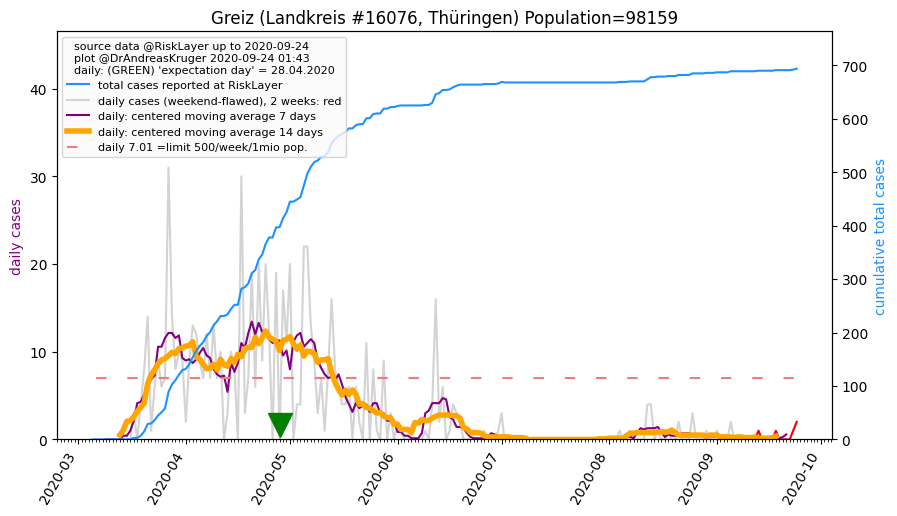 Greiz (Landkreis #16076, Thüringen) Population=98159
source data @RiskLayer up to 2020-09-24
plot @DrAndreasKruger 2020-09-24 01:43
daily: (GREEN) 'expectation day' = 28.04.2020
total cases reported at RiskLayer
daily cases (weekend-flawed), 2 weeks: red
daily: centered moving average 7 days
daily: centered moving average 14 days
daily 7.01 =limit 500/week/1mio pop.
daily cases
40
30
20
10
0
cumulative total cases
700
600
500
400
300
200
100
0
2020-03
2020-04
2020-05
2020-06
2020-07
2020-08
2020-09
2020-10